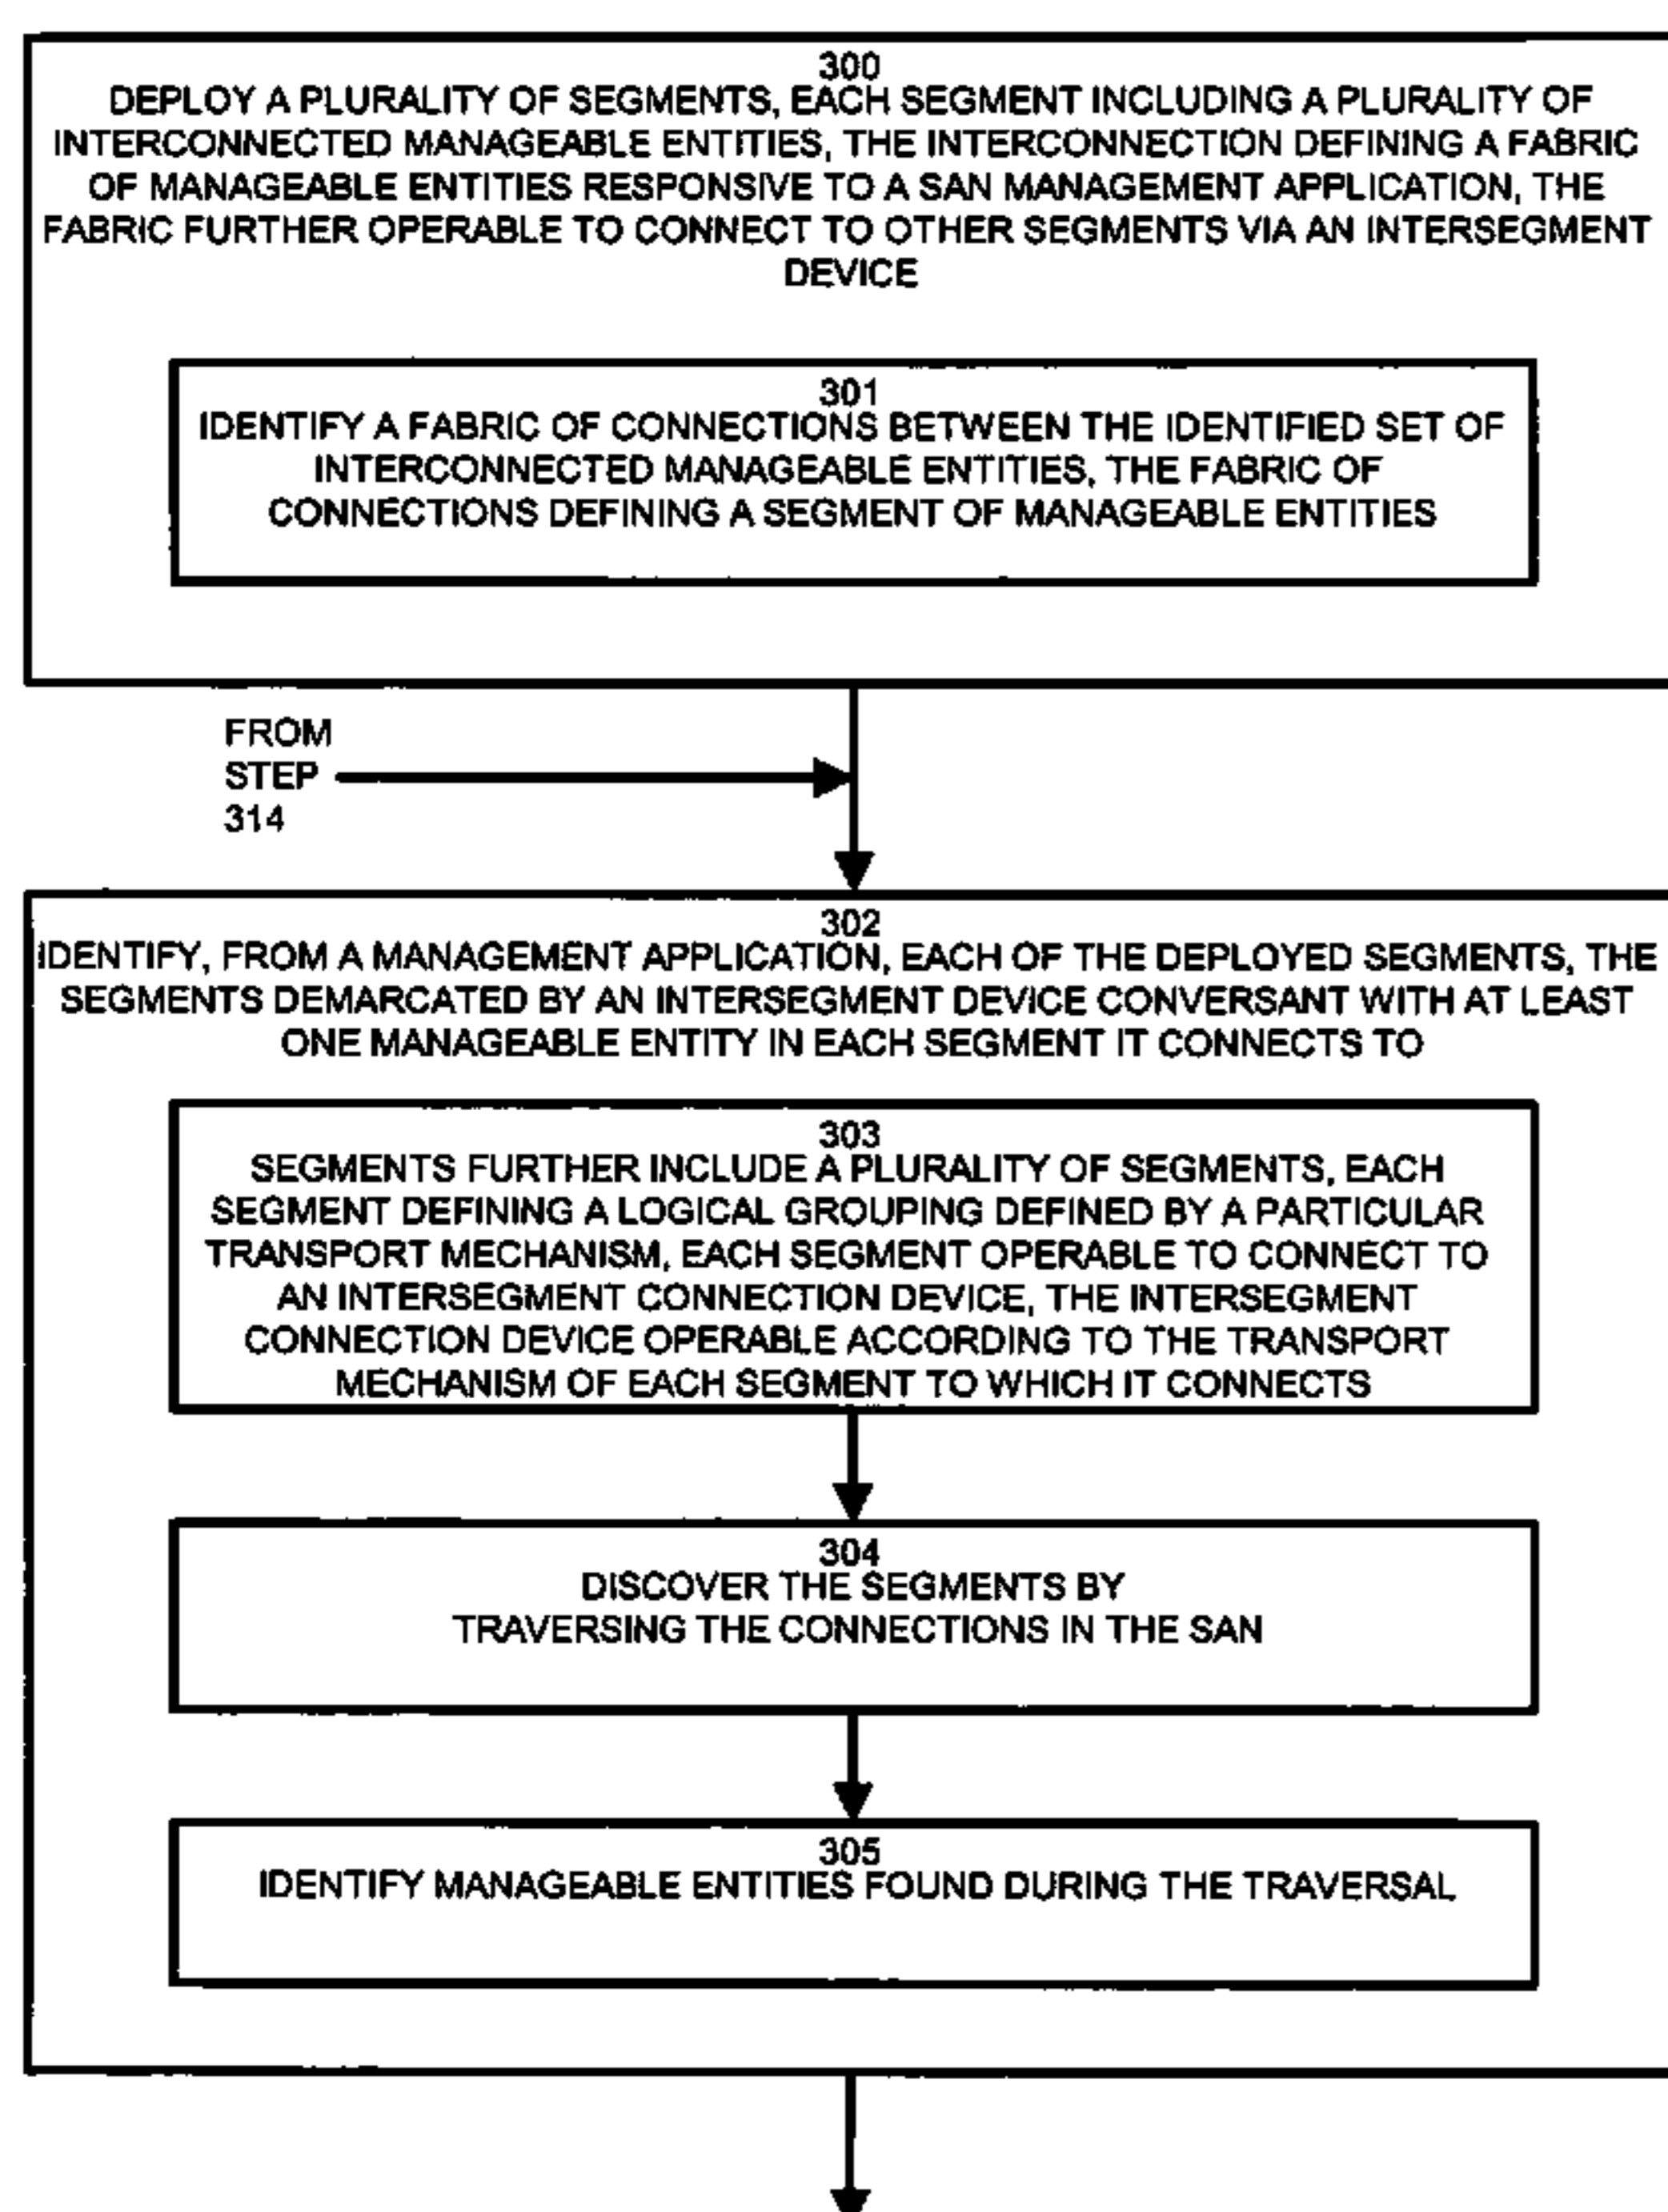 300
DEPLOY A PLURALITY OF SEGMENTS, EACH SEGMENT INCLUDING A PLURALITY OF
INTERCONNECTED MANAGEABLE ENTITIES, THE INTERCONNECTION DEFINING A FABRIC
OF MANAGEABLE ENTITIES RESPONSIVE TO A SAN MANAGEMENT APPLICATION, THE
FABRIC FURTHER OPERABLE TO CONNECT TO OTHER SEGMENTS VIA AN INTERSEGMENT
DEVICE
301
IDENTIFY A FABRIC OF CONNECTIONS BETWEEN THE IDENTIFIED SET OF
INTERCONNECTED MANAGEABLE ENTITIES, THE FABRIC OF
CONNECTIONS DEFINING A SEGMENT OF MANAGEABLE ENTITIES
FROM
STEP
314
302
IDENTIFY, FROM A MANAGEMENT APPLICATION, EACH OF THE DEPLOYED SEGMENTS, THE
SEGMENTS DEMARCATED BY AN INTERSEGMENT DEVICE CONVERSANT WITH AT LEAST
ONE MANAGEABLE ENTITY IN EACH SEGMENT IT CONNECTS TO
303
SEGMENTS FURTHER INCLUDE A PLURALITY OF SEGMENTS, EACH
SEGMENT DEFINING A LOGICAL GROUPING DEFINED BY A PARTICULAR
TRANSPORT MECHANISM, EACH SEGMENT OPERABLE TO CONNECT TO
AN INTERSEGMENT CONNECTION DEVICE, THE INTERSEGMENT
CONNECTION DEVICE OPERABLE ACCORDING TO THE TRANSPORT
MECHANISM OF EACH SEGMENT TO WHICH IT CONNECTS
304
DISCOVER THE SEGMENTS BY
TRAVERSING THE CONNECTIONS IN THE SAN
305
IDENTIFY MANAGEABLE ENTITIES FOUND DURING THE TRAVERSAL